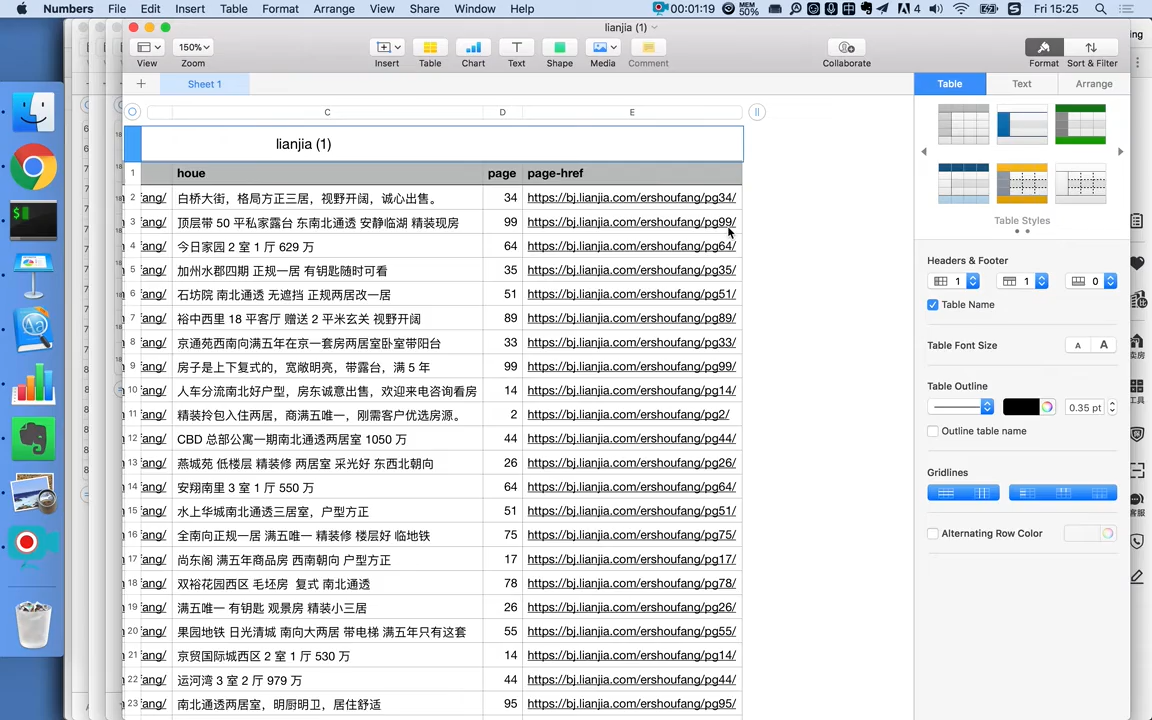 Numbers File Edit Insert Table Format Arrange View Share Window Help 00:01:19 MEM 50% 4 Fri 15:25
lianjia (1)
150%
View Zoom Insert Table Chart Text Shape Media Comment Collaborate Format Sort & Filter
Sheet 1
Table Text Arrange
C D E
lianjia (1)
1 houe page page-href
2 fang/ 白桥大街，格局方正三居，视野开阔，诚心出售。 34 https://bj.lianjia.com/ershoufang/pg34/
3 fang/ 顶层带 50 平私家露台 东南北通透 安静临湖 精装现房 99 https://bj.lianjia.com/ershoufang/pg99/
4 fang/ 今日家园 2 室 1 厅 629 万 64 https://bj.lianjia.com/ershoufang/pg64/
5 fang/ 加州水郡四期 正规一居 有钥匙随时可看 35 https://bj.lianjia.com/ershoufang/pg35/
6 fang/ 石坊院 南北通透 无遮挡 正规两居改一居 51 https://bj.lianjia.com/ershoufang/pg51/
7 fang/ 裕中西里 18 平客厅 赠送 2 平米玄关 视野开阔 89 https://bj.lianjia.com/ershoufang/pg89/
8 fang/ 京通苑西南向满五年在京一套房两居室卧室带阳台 33 https://bj.lianjia.com/ershoufang/pg33/
9 fang/ 房子是上下复式的，宽敞明亮，带露台，满 5 年 99 https://bj.lianjia.com/ershoufang/pg99/
10 fang/ 人车分流南北好户型，房东诚意出售，欢迎来电咨询看房 14 https://bj.lianjia.com/ershoufang/pg14/
11 fang/ 精装拎包入住两居，商满五唯一，刚需客户优选房源。 2 https://bj.lianjia.com/ershoufang/pg2/
12 fang/ CBD 总部公寓一期南北通透两居室 1050 万 44 https://bj.lianjia.com/ershoufang/pg44/
13 fang/ 燕城苑 低楼层 精装修 两居室 采光好 东西北朝向 26 https://bj.lianjia.com/ershoufang/pg26/
14 fang/ 安翔南里 3 室 1 厅 550 万 64 https://bj.lianjia.com/ershoufang/pg64/
15 fang/ 水上华城南北通透三居室，户型方正 51 https://bj.lianjia.com/ershoufang/pg51/
16 fang/ 全南向正规一居 满五唯一 精装修 楼层好 临地铁 75 https://bj.lianjia.com/ershoufang/pg75/
17 fang/ 尚东阁 满五年商品房 西南朝向 户型方正 17 https://bj.lianjia.com/ershoufang/pg17/
18 fang/ 双裕花园西区 毛坯房 复式 南北通透 78 https://bj.lianjia.com/ershoufang/pg78/
19 fang/ 满五唯一 有钥匙 观景房 精装小三居 26 https://bj.lianjia.com/ershoufang/pg26/
20 fang/ 果园地铁 日光清城 南向大两居 带电梯 满五年只有这套 55 https://bj.lianjia.com/ershoufang/pg55/
21 fang/ 京贸国际城西区 2 室 1 厅 530 万 14 https://bj.lianjia.com/ershoufang/pg14/
22 fang/ 运河湾 3 室 2 厅 979 万 44 https://bj.lianjia.com/ershoufang/pg44/
23 fang/ 南北通透两居室，明厨明卫，居住舒适 95 https://bj.lianjia.com/ershoufang/pg95/
Table Styles
Headers & Footer
1 1 0
Table Name
Table Font Size A A
Table Outline
0.35 pt
Outline table name
Gridlines
Alternating Row Color